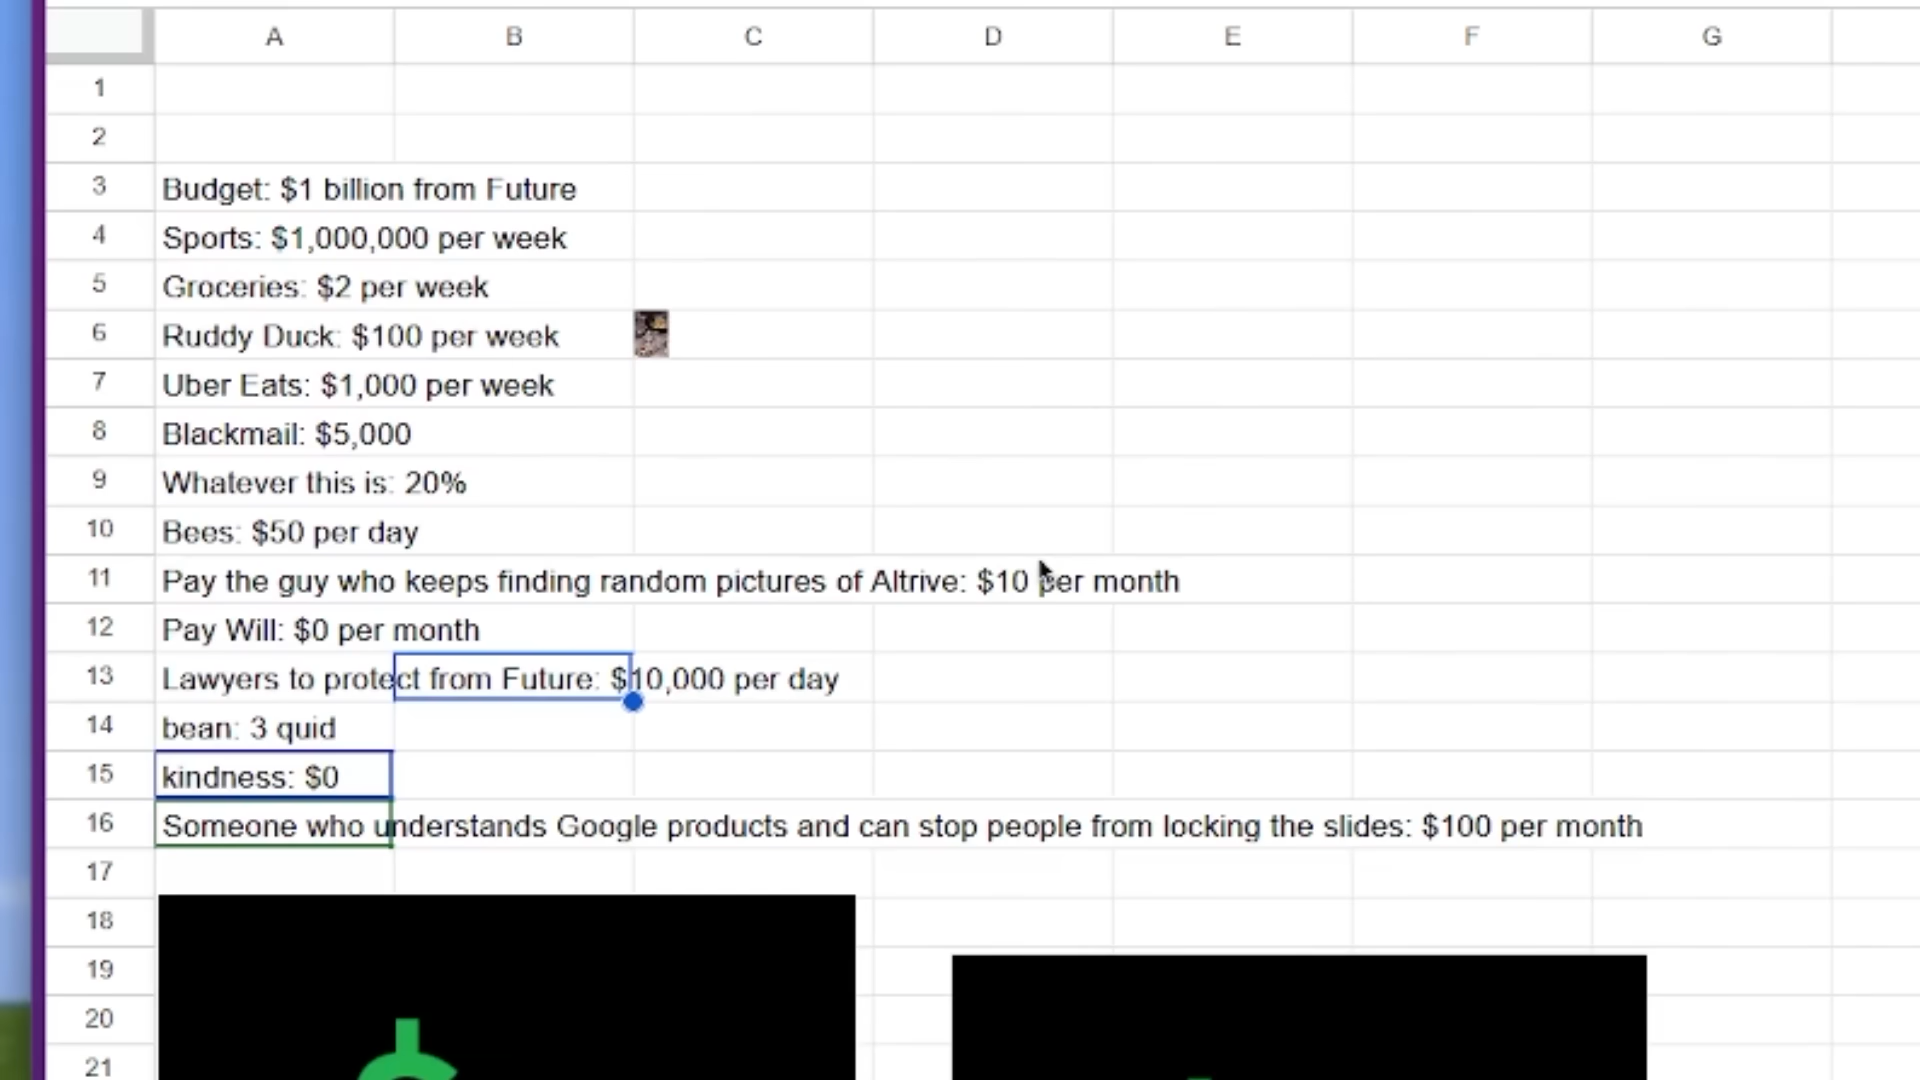 A B C D E F G
1
2
3 Budget: $1 billion from Future
4 Sports: $1,000,000 per week
5 Groceries: $2 per week
6 Ruddy Duck: $100 per week
7 Uber Eats: $1,000 per week
8 Blackmail: $5,000
9 Whatever this is: 20%
10 Bees: $50 per day
11 Pay the guy who keeps finding random pictures of Altrive: $10 per month
12 Pay Will: $0 per month
13 Lawyers to protect from Future: $10,000 per day
14 bean: 3 quid
15 kindness: $0
16 Someone who understands Google products and can stop people from locking the slides: $100 per month
17
18
19
20
21
$